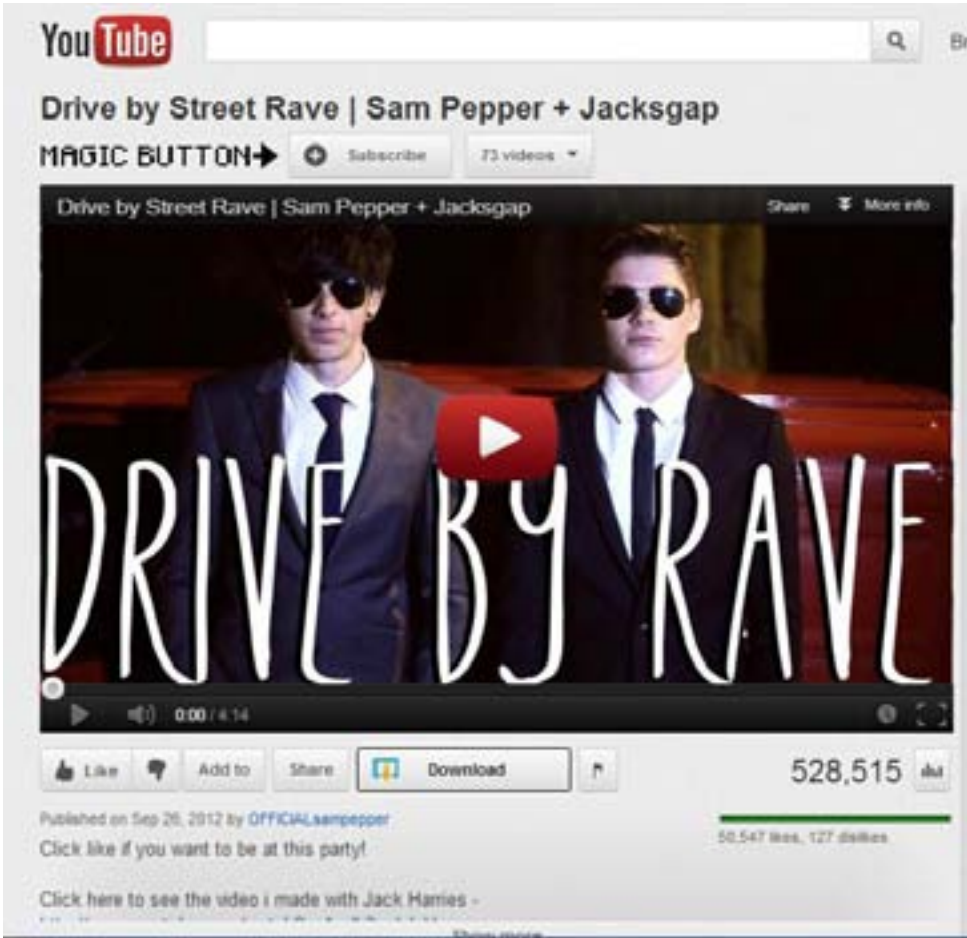 YouTube
Drive by Street Rave | Sam Pepper + Jacksgap
MAGIC BUTTON Subscribe 73 videos
Drive by Street Rave | Sam Pepper + Jacksgap Share More info
DRIVE BY RAVE
0:00 / 4:14
Like Add to Share Download 528,515
Published on Sep 26, 2012 by OFFICIALsampepper
50,547 likes, 127 dislikes
Click like if you want to be at this party!
Click here to see the video i made with Jack Harries -
Show more